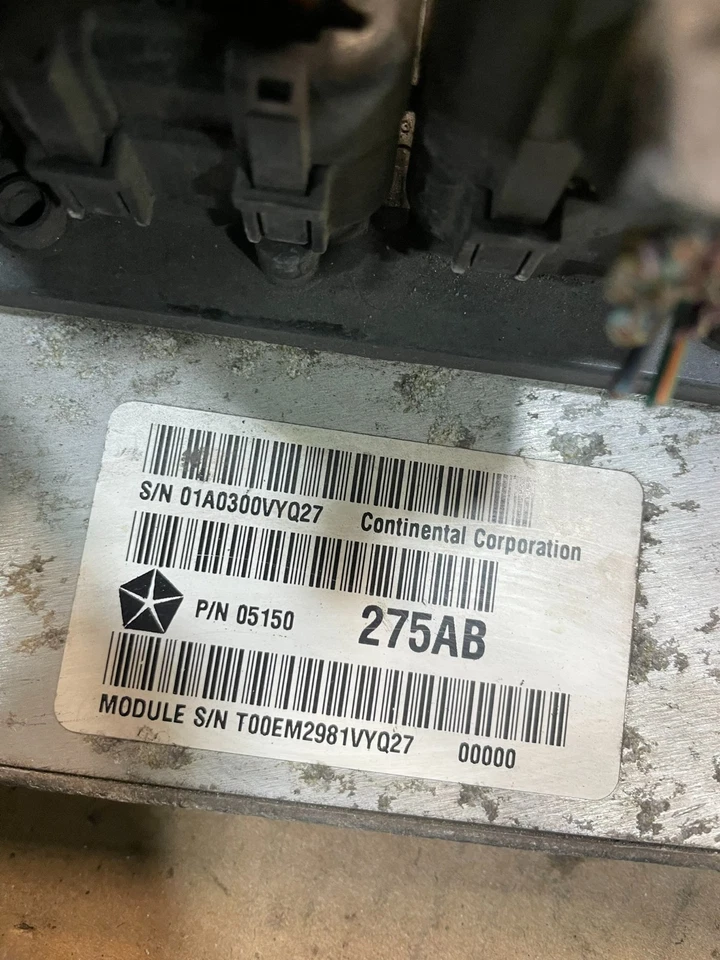 S/N 01A0300VYQ27 Continental Corporation
P/N 05150 275AB
MODULE S/N T00EM2981VYQ27 00000